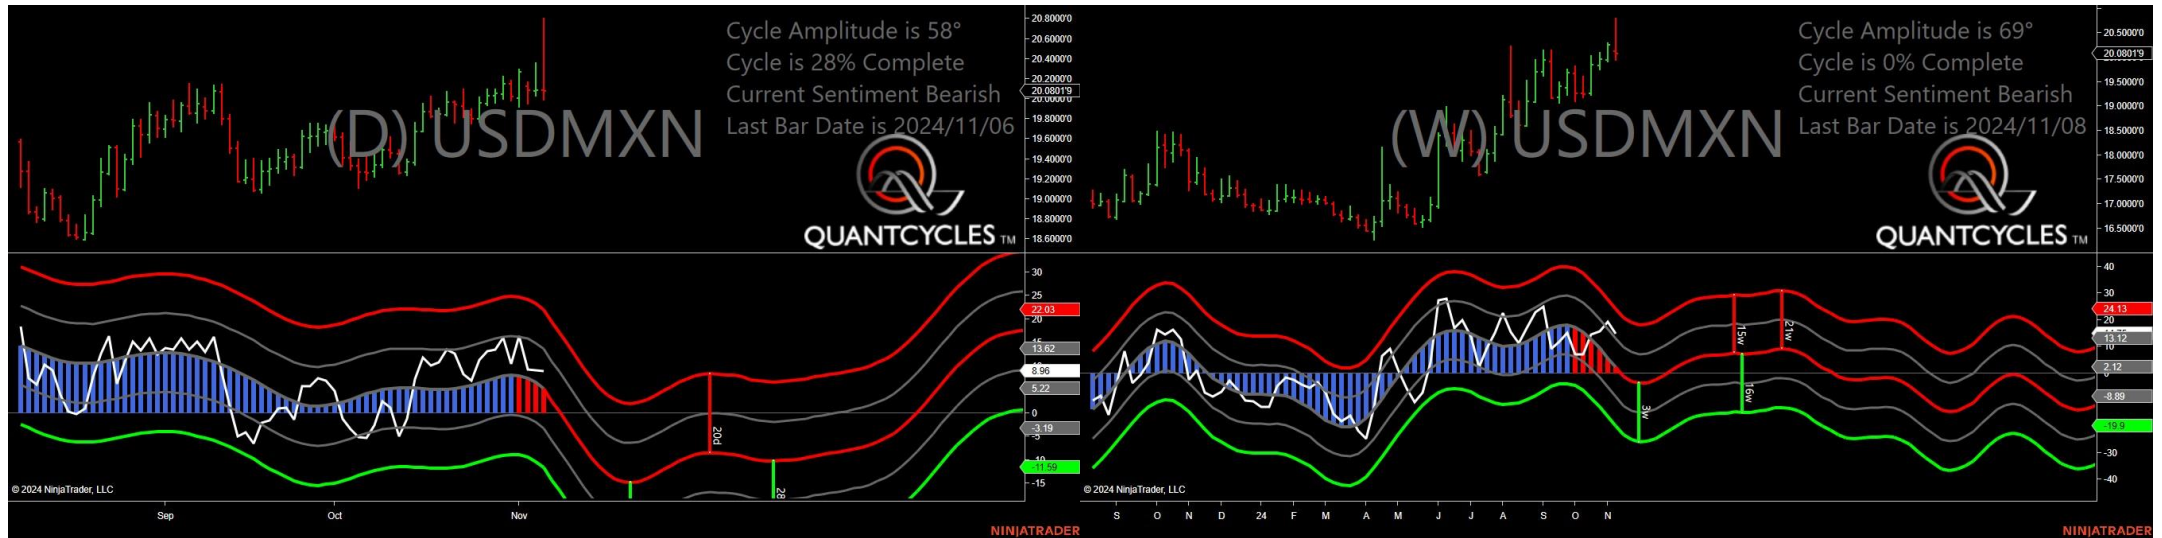 Cycle Amplitude is 58°
Cycle is 28% Complete
Current Sentiment Bearish
Last Bar Date is 2024/11/06
(D) USDMXN
QUANTCYCLES TM
20.8000'0
20.6000'0
20.4000'0
20.2000'0
20.0801'9
20.0000'0
19.8000'0
19.6000'0
19.4000'0
19.2000'0
19.0000'0
18.8000'0
18.6000'0
30
25
22.03
20
13.62
8.96
5.22
0
-3.19
-5
-10
-11.59
-15
20d
28
© 2024 NinjaTrader, LLC
Sep
Oct
Nov
NINJATRADER
Cycle Amplitude is 69°
Cycle is 0% Complete
Current Sentiment Bearish
Last Bar Date is 2024/11/08
(W) USDMXN
QUANTCYCLES TM
20.5000'0
20.0801'9
19.5000'0
19.0000'0
18.5000'0
18.0000'0
17.5000'0
17.0000'0
16.5000'0
40
30
24.13
20
13.12
10
2.12
0
-8.89
-19.9
-30
-40
3w
15w
16w
21w
© 2024 NinjaTrader, LLC
S
O
N
D
24
F
M
A
M
J
J
A
S
O
N
NINJATRADER